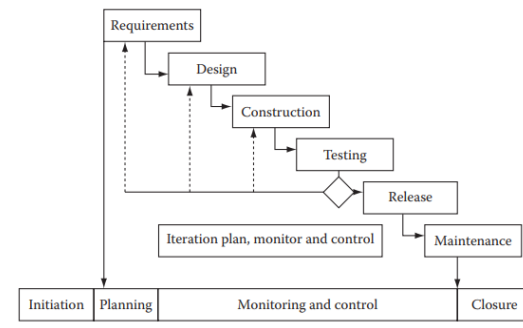 Requirements
Design
Construction
Testing
Release
Iteration plan, monitor and control
Maintenance
Initiation
Planning
Monitoring and control
Closure